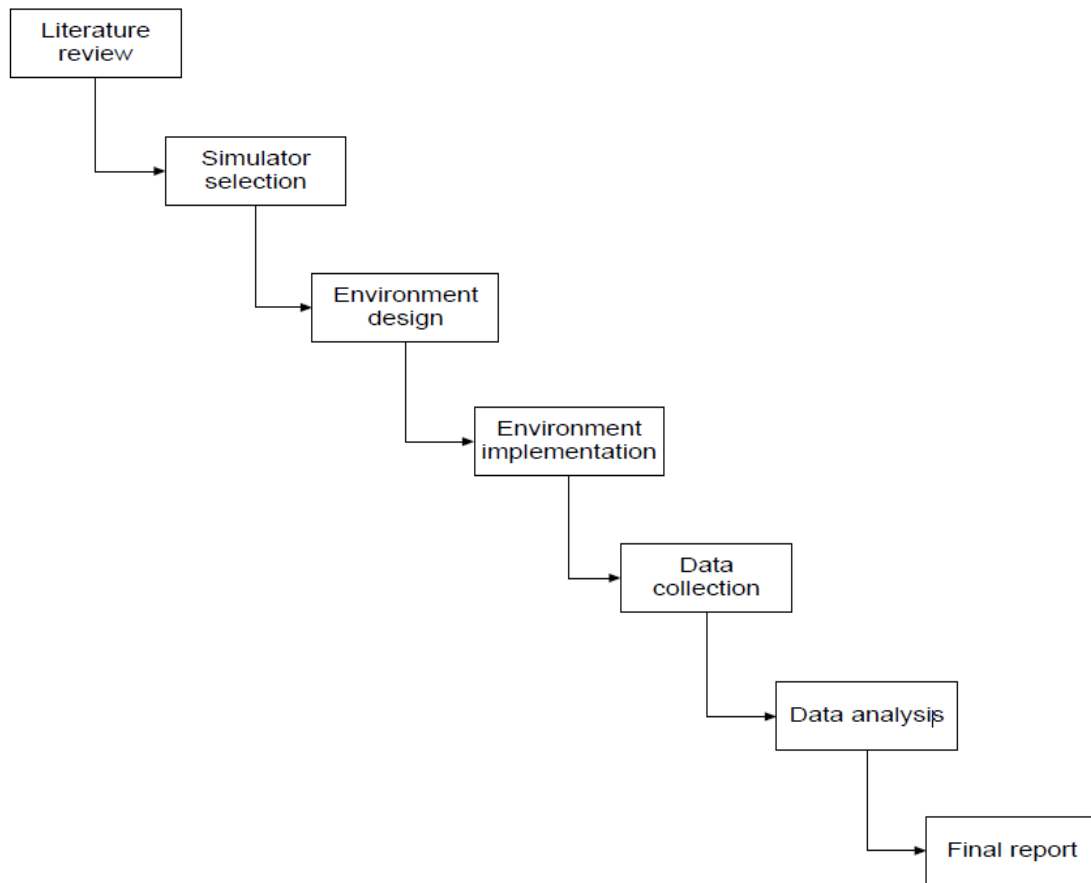 Literature
review
Simulator
selection
Environment
design
Environment
implementation
Data
collection
Data analysis
Final report